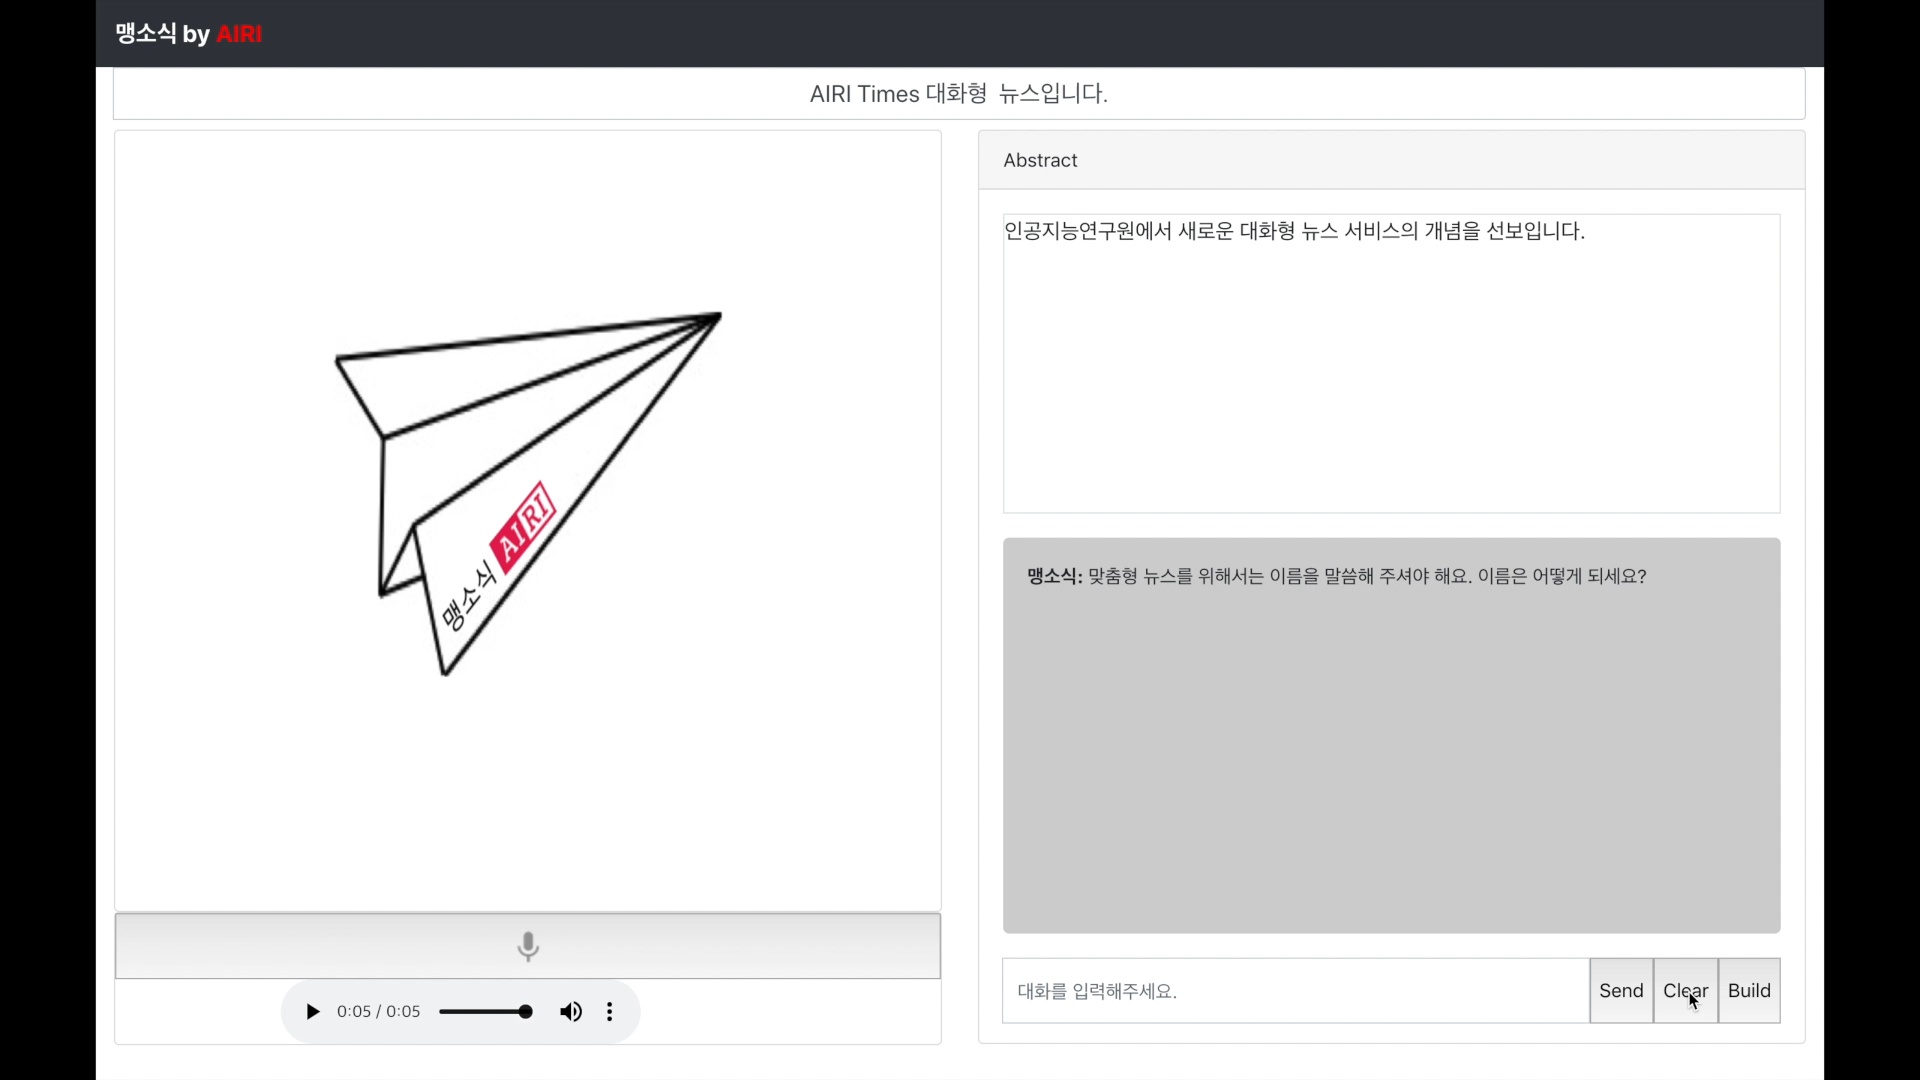 맹소식 by AIRI
AIRI Times 대화형 뉴스입니다.
맹소식 AIRI
0:05 / 0:05
Abstract
인공지능연구원에서 새로운 대화형 뉴스 서비스의 개념을 선보입니다.
맹소식: 맞춤형 뉴스를 위해서는 이름을 말씀해 주셔야 해요. 이름은 어떻게 되세요?
대화를 입력해주세요.
Send Clear Build